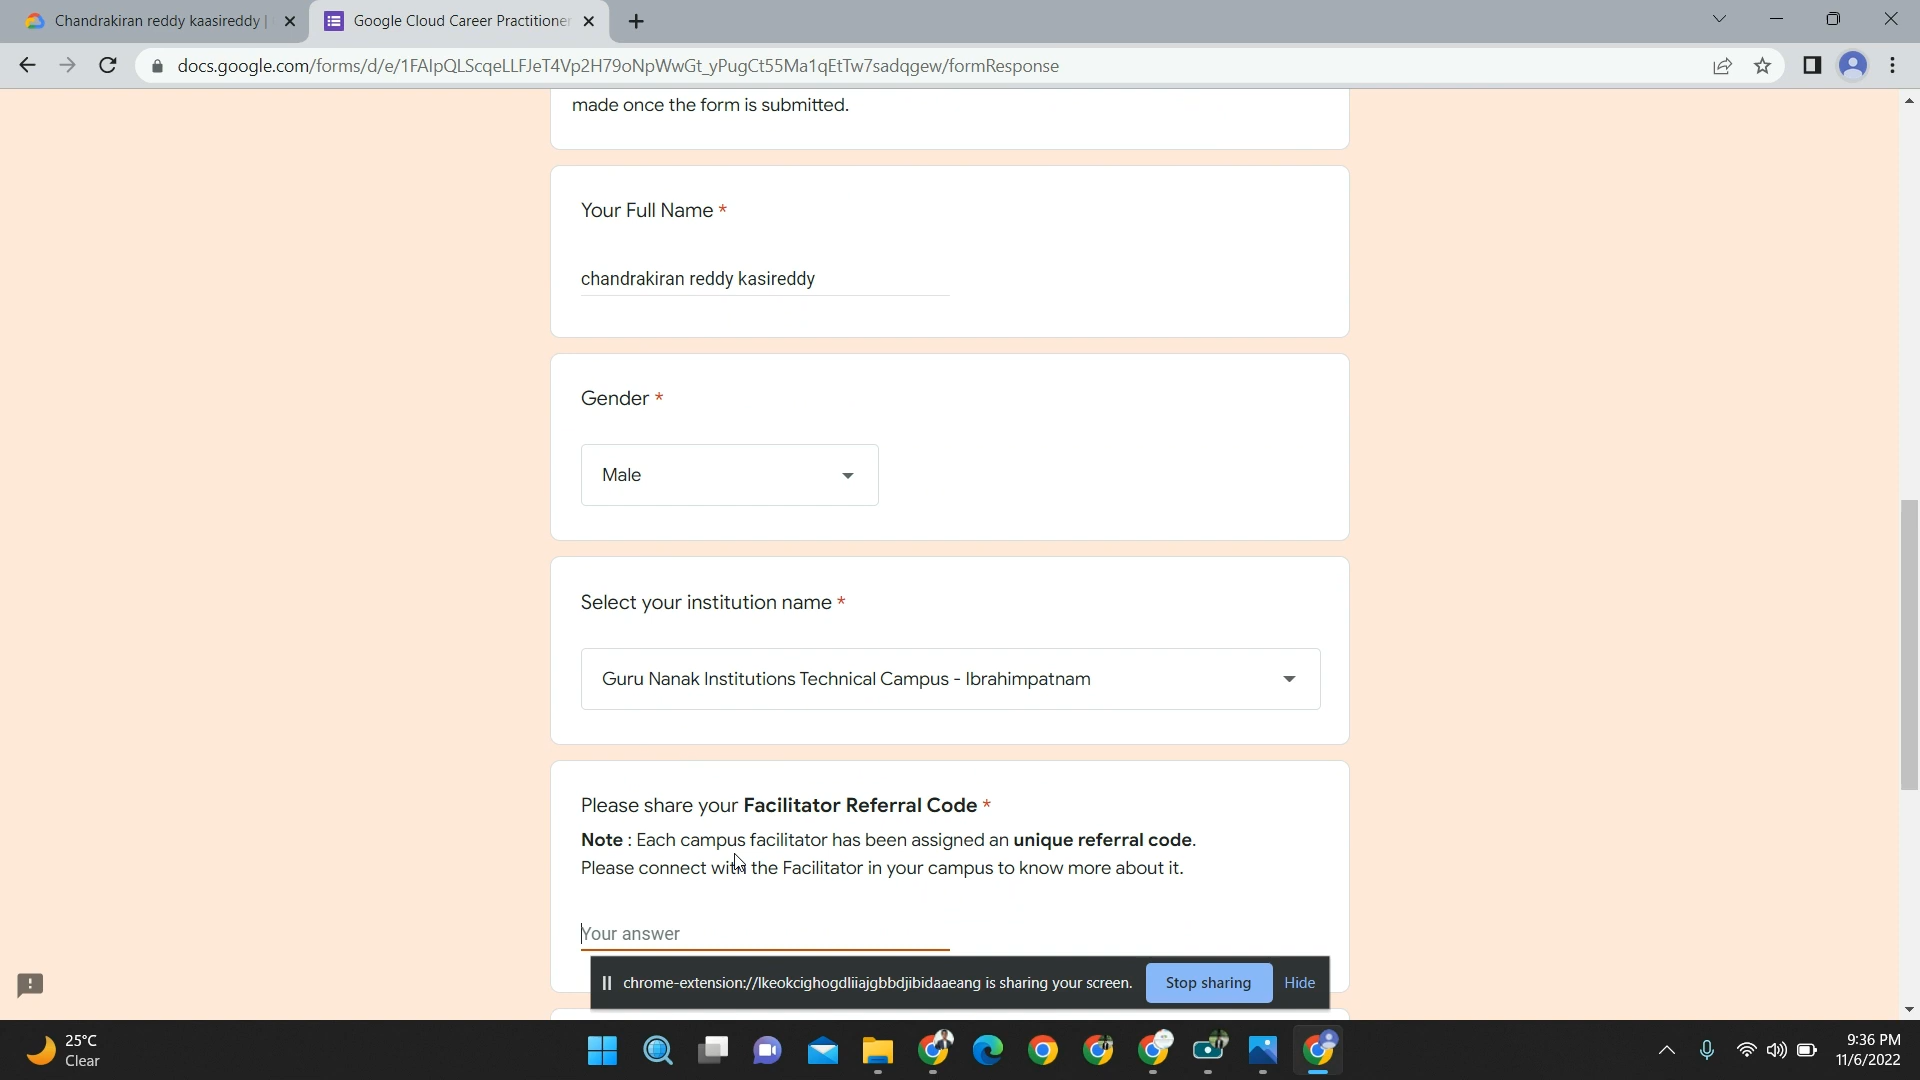 Chandrakiran reddy kaasireddy |
Google Cloud Career Practitioner
docs.google.com/forms/d/e/1FAIpQLScqeLLFJeT4Vp2H79oNpWwGt_yPugCt55Ma1qEtTw7sadqgew/formResponse
made once the form is submitted.
Your Full Name *
chandrakiran reddy kasireddy
Gender *
Male
Select your institution name *
Guru Nanak Institutions Technical Campus - Ibrahimpatnam
Please share your Facilitator Referral Code *
Note : Each campus facilitator has been assigned an unique referral code.
Please connect with the Facilitator in your campus to know more about it.
Your answer
chrome-extension://lkeokcighogdliiajgbbdjibidaaeang is sharing your screen.
Stop sharing
Hide
25°C
Clear
9:36 PM
11/6/2022